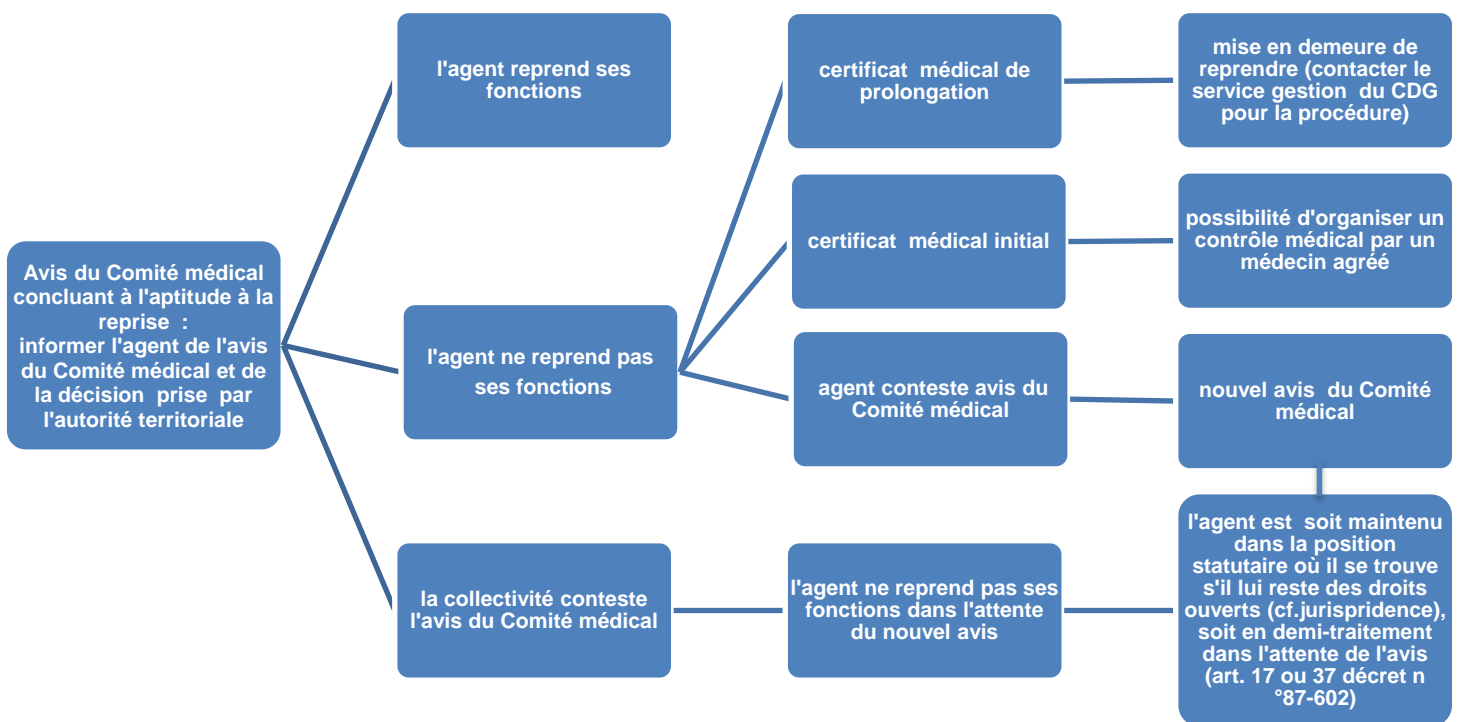 Avis du Comité médical
concluant à l'aptitude à la
reprise :
informer l'agent de l'avis
du Comité médical et de
la décision prise par
l'autorité territoriale
l'agent reprend ses
fonctions
l'agent ne reprend pas
ses fonctions
certificat médical de
prolongation
mise en demeure de
reprendre (contacter le
service gestion du CDG
pour la procédure)
certificat médical initial
possibilité d'organiser un
contrôle médical par un
médecin agréé
agent conteste avis du
Comité médical
nouvel avis du Comité
médical
la collectivité conteste
l'avis du Comité médical
l'agent ne reprend pas ses
fonctions dans l'attente
du nouvel avis
l'agent est soit maintenu
dans la position
statutaire où il se trouve
s'il lui reste des droits
ouverts (cf.jurispridence),
soit en demi-traitement
dans l'attente de l'avis
(art. 17 ou 37 décret n
°87-602)